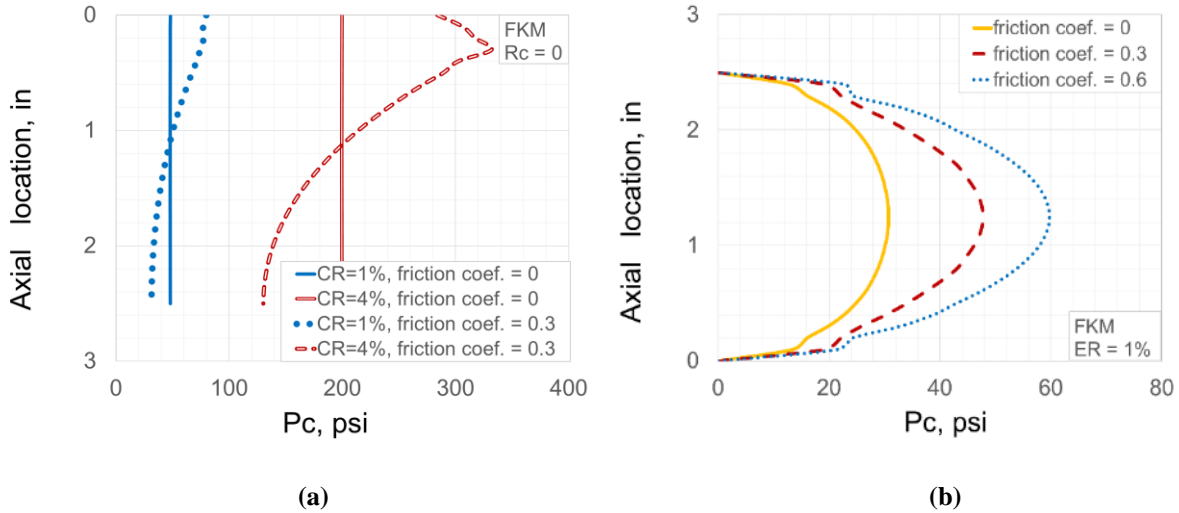 0
1
2
3
Axial location, in
FKM
Rc = 0
CR=1%, friction coef. = 0
CR=4%, friction coef. = 0
CR=1%, friction coef. = 0.3
CR=4%, friction coef. = 0.3
0 100 200 300 400
Pc, psi
(a)
3
2
1
0
Axial location, in
friction coef. = 0
friction coef. = 0.3
friction coef. = 0.6
FKM
ER = 1%
0 20 40 60 80
Pc, psi
(b)